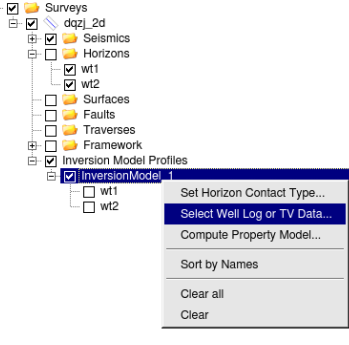 Surveys
dqzj_2d
Seismics
Horizons
wt1
wt2
Surfaces
Faults
Traverses
Framework
Inversion Model Profiles
InversionModel_1
wt1
wt2
Set Horizon Contact Type...
Select Well Log or TV Data...
Compute Property Model...
Sort by Names
Clear all
Clear